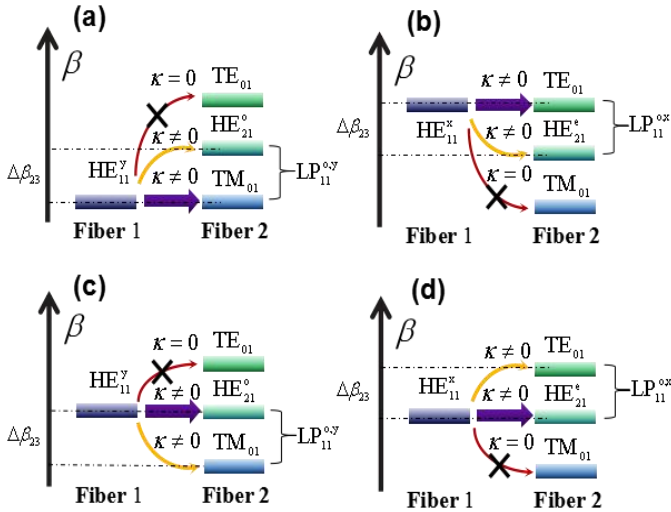 (a)
β
κ = 0
TE₀₁
κ ≠ 0
HE₂₁ᵒ
HE₁₁ʸ
Δβ₂₃
κ ≠ 0
TM₀₁
LP₁₁ᵒ,ʸ
Fiber 1
Fiber 2
(b)
β
κ ≠ 0
TE₀₁
HE₁₁ˣ
κ ≠ 0
HE₂₁ᵉ
LP₁₁ᵒ,ˣ
Δβ₂₃
κ = 0
TM₀₁
Fiber 1
Fiber 2
(c)
β
κ = 0
TE₀₁
HE₁₁ʸ
κ ≠ 0
HE₂₁ᵒ
Δβ₂₃
κ ≠ 0
TM₀₁
LP₁₁ᵒ,ʸ
Fiber 1
Fiber 2
(d)
β
κ ≠ 0
TE₀₁
HE₁₁ˣ
κ ≠ 0
HE₂₁ᵉ
LP₁₁ᵒ,ˣ
Δβ₂₃
κ = 0
TM₀₁
Fiber 1
Fiber 2